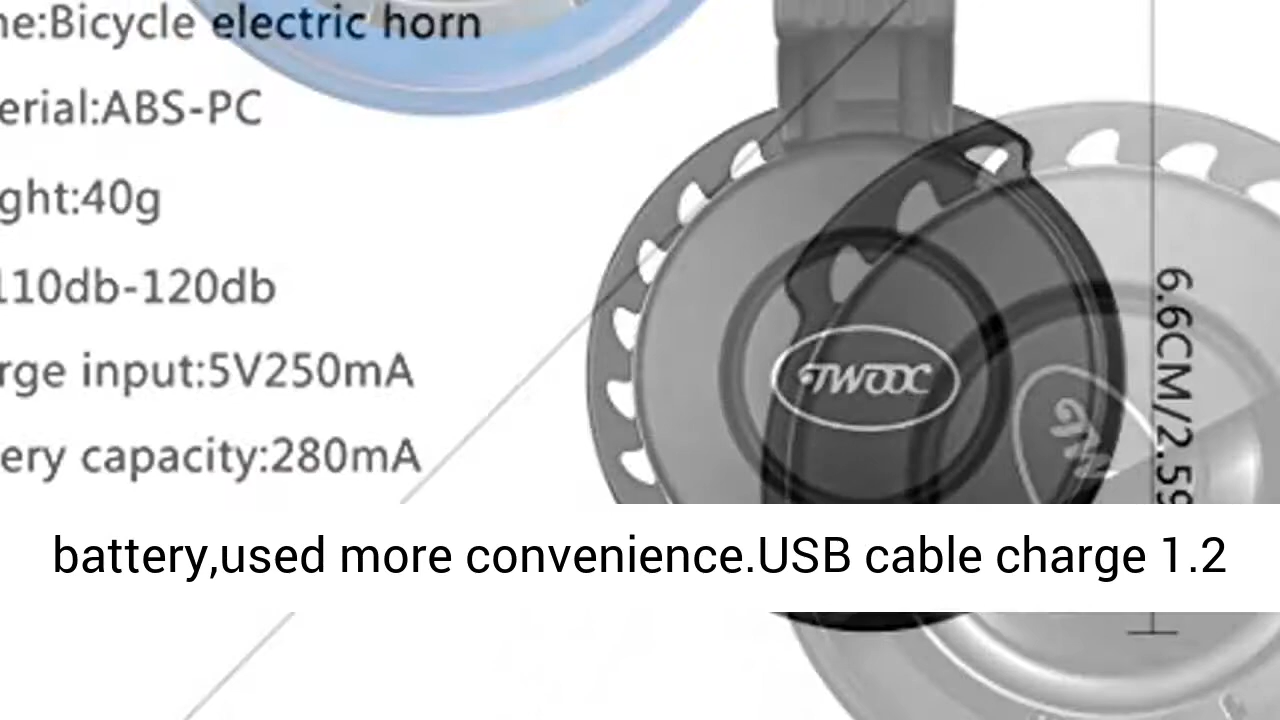 ne:Bicycle electric horn
erial:ABS-PC
ght:40g
110db-120db
rge input:5V250mA
ery capacity:280mA
TWOOC
6.6CM/2.59
battery,used more convenience.USB cable charge 1.2